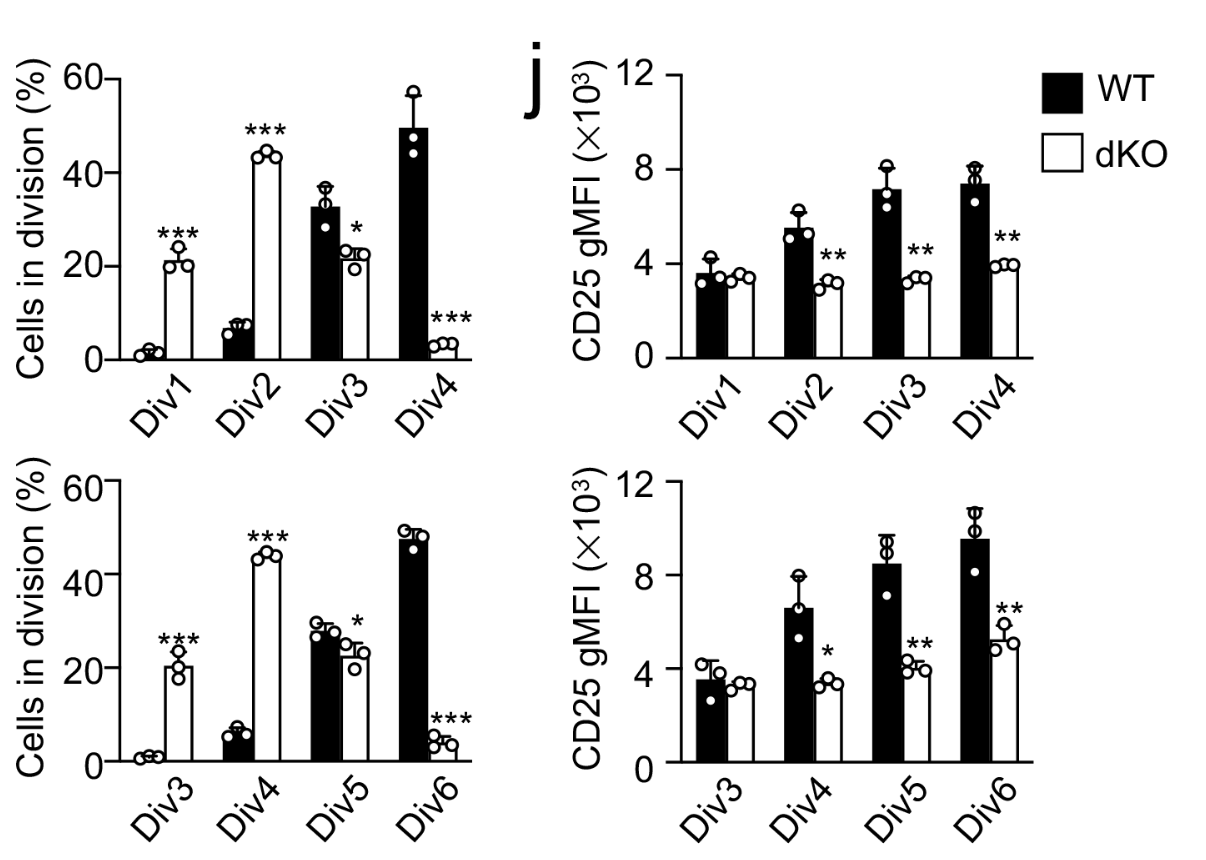 Cells in division (%)
60
40
20
0
***
***
*
***
Div1
Div2
Div3
Div4
j
CD25 gMFI (×10³)
12
8
4
0
**
**
**
Div1
Div2
Div3
Div4
WT
dKO
Cells in division (%)
60
40
20
0
***
***
*
***
Div3
Div4
Div5
Div6
CD25 gMFI (×10³)
12
8
4
0
*
**
**
Div3
Div4
Div5
Div6